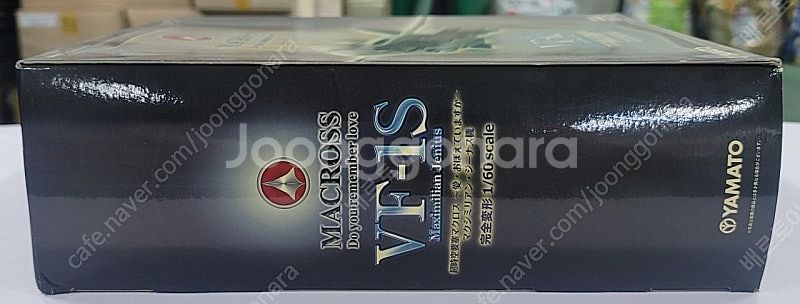 MACROSS
Do you remember love
VF-1S
Maximilian Jenius
超時空要塞マクロス～愛・おぼえていますか～
マクシミリアン・ジーナス機
完全変形 1/60 scale
YAMATO
Joonggonara
cafe.naver.com/joonggonara